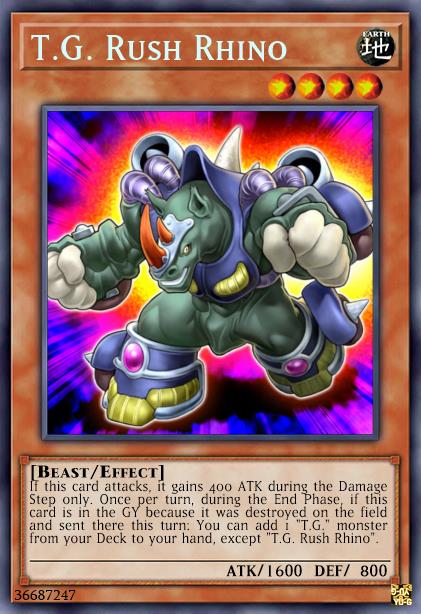 T.G. Rush Rhino
EARTH
地
[Beast/Effect]
If this card attacks, it gains 400 ATK during the Damage
Step only. Once per turn, during the End Phase, if this
card is in the GY because it was destroyed on the field
and sent there this turn: You can add 1 "T.G." monster
from your Deck to your hand, except "T.G. Rush Rhino".
ATK/1600 DEF/ 800
36687247